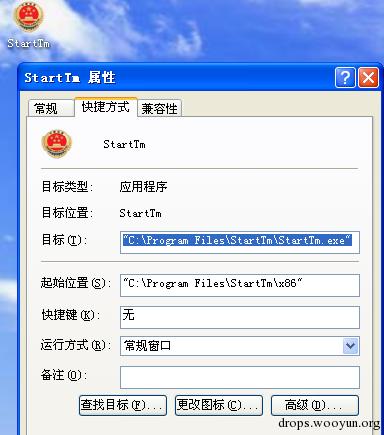 StartTm
StartTm 属性
常规 快捷方式 兼容性
StartTm
目标类型: 应用程序
目标位置: StartTm
目标(T): "C:\Program Files\StartTm\StartTm.exe"
起始位置(S): "C:\Program Files\StartTm\x86"
快捷键(K): 无
运行方式(R): 常规窗口
备注(O):
查找目标(F)... 更改图标(C)... 高级(D)...
drops.wooyun.org